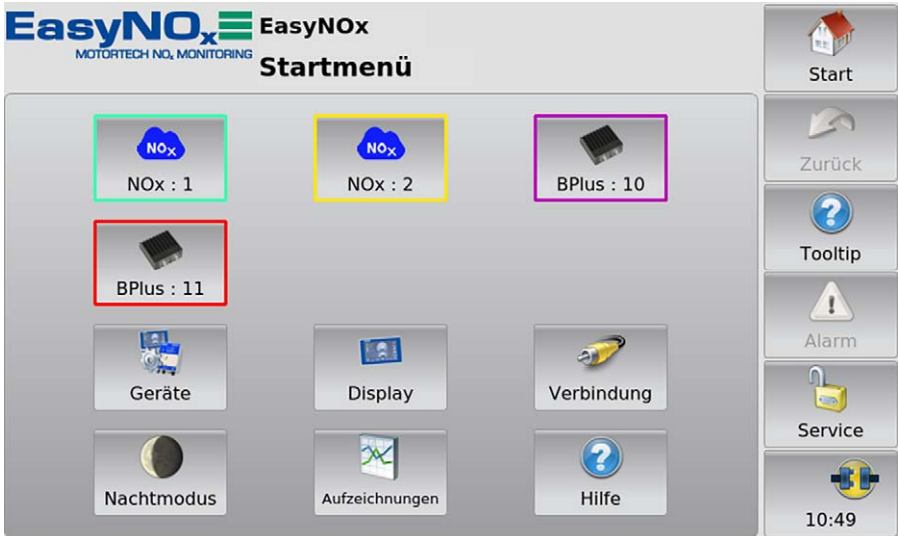 EasyNOx
MOTORTECH NOx MONITORING
EasyNOx
Startmenü
NOx
NOx : 1
NOx
NOx : 2
BPlus : 10
BPlus : 11
Geräte
Display
Verbindung
Nachtmodus
Aufzeichnungen
Hilfe
Start
Zurück
Tooltip
Alarm
Service
10:49